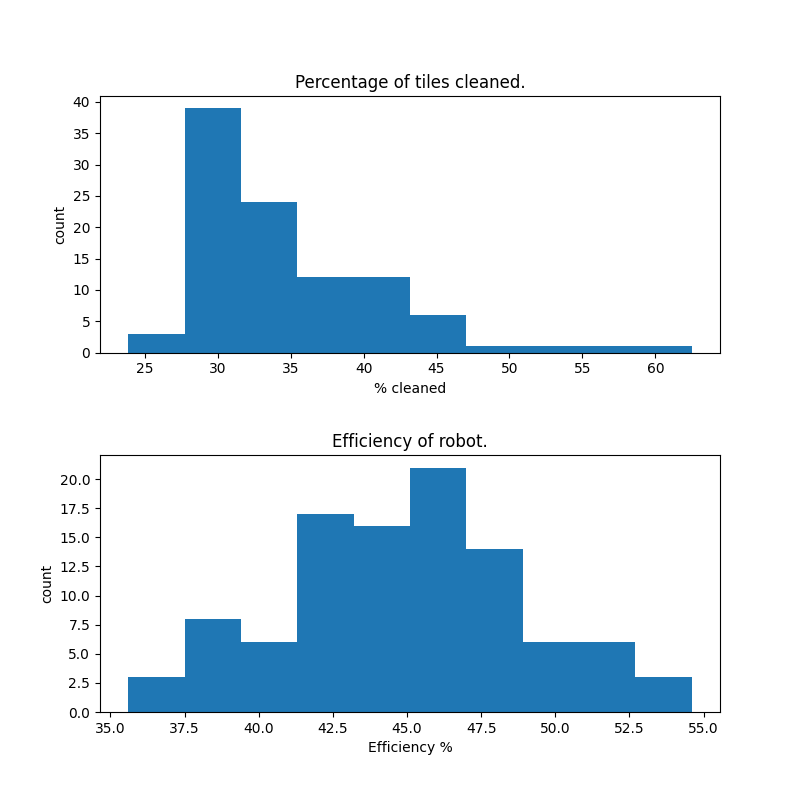 Percentage of tiles cleaned.
40
35
30
25
20
15
10
5
0
count
25 30 35 40 45 50 55 60
% cleaned
Efficiency of robot.
20.0
17.5
15.0
12.5
10.0
7.5
5.0
2.5
0.0
count
35.0 37.5 40.0 42.5 45.0 47.5 50.0 52.5 55.0
Efficiency %